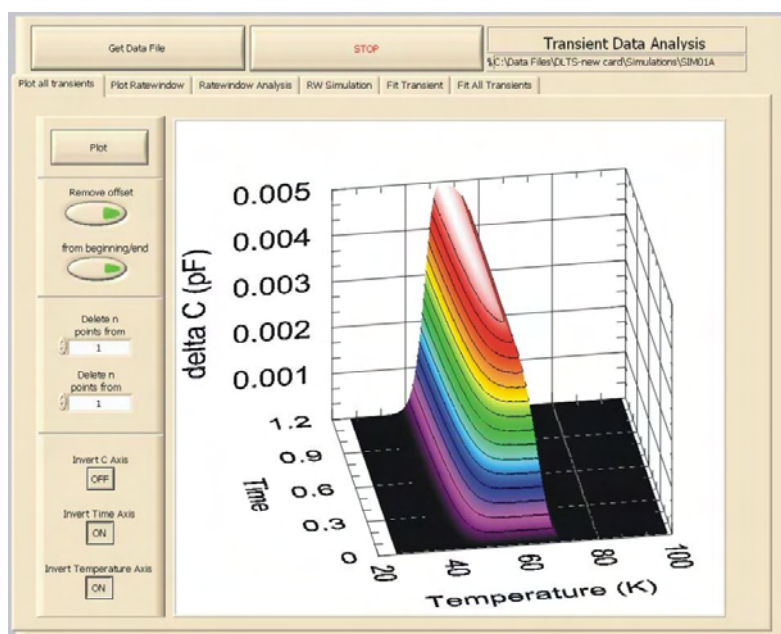 Get Data File
STOP
Transient Data Analysis
C:\Data Files\DLTS-new card\Simulations\SIM01A
Plot all transients
Plot Ratewindow
Ratewindow Analysis
RW Simulation
Fit Transient
Fit All Transients
Plot
Remove offset
from beginning/end
Delete n
points from
1
Delete n
points from
1
Invert C Axis
OFF
Invert Time Axis
ON
Invert Temperature Axis
ON
delta C (pF)
0.005
0.004
0.003
0.002
0.001
1.2
0.9
0.6
0.3
0
Time
20
40
60
80
100
Temperature (K)